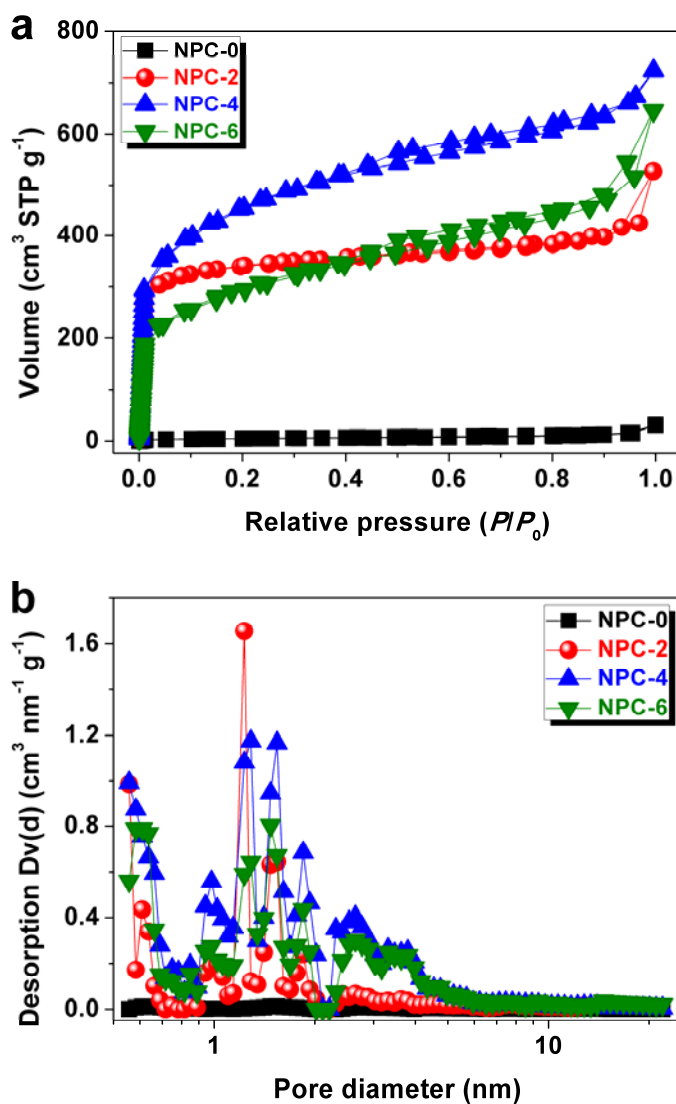 a
800
600
400
200
0
NPC-0
NPC-2
NPC-4
NPC-6
Volume (cm³ STP g⁻¹)
0.0 0.2 0.4 0.6 0.8 1.0
Relative pressure (P/P₀)
b
1.6
1.2
0.8
0.4
0.0
NPC-0
NPC-2
NPC-4
NPC-6
Desorption Dv(d) (cm³ nm⁻¹ g⁻¹)
1 10
Pore diameter (nm)